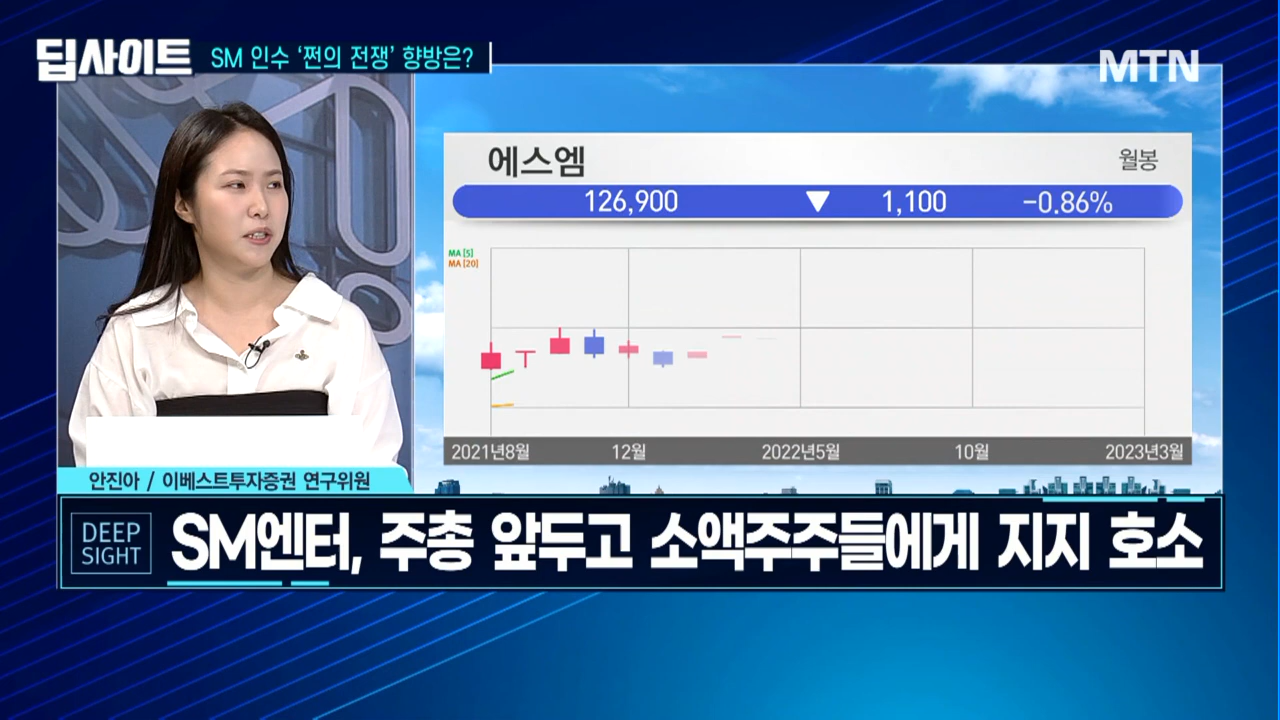 딥사이트
SM 인수 '쩐의 전쟁' 향방은?
MTN
에스엠
월봉
126,900 ▼ 1,100 -0.86%
MA [5]
MA [20]
2021년8월 12월 2022년5월 10월 2023년3월
안진아 / 이베스트투자증권 연구위원
DEEP
SIGHT
SM엔터, 주총 앞두고 소액주주들에게 지지 호소